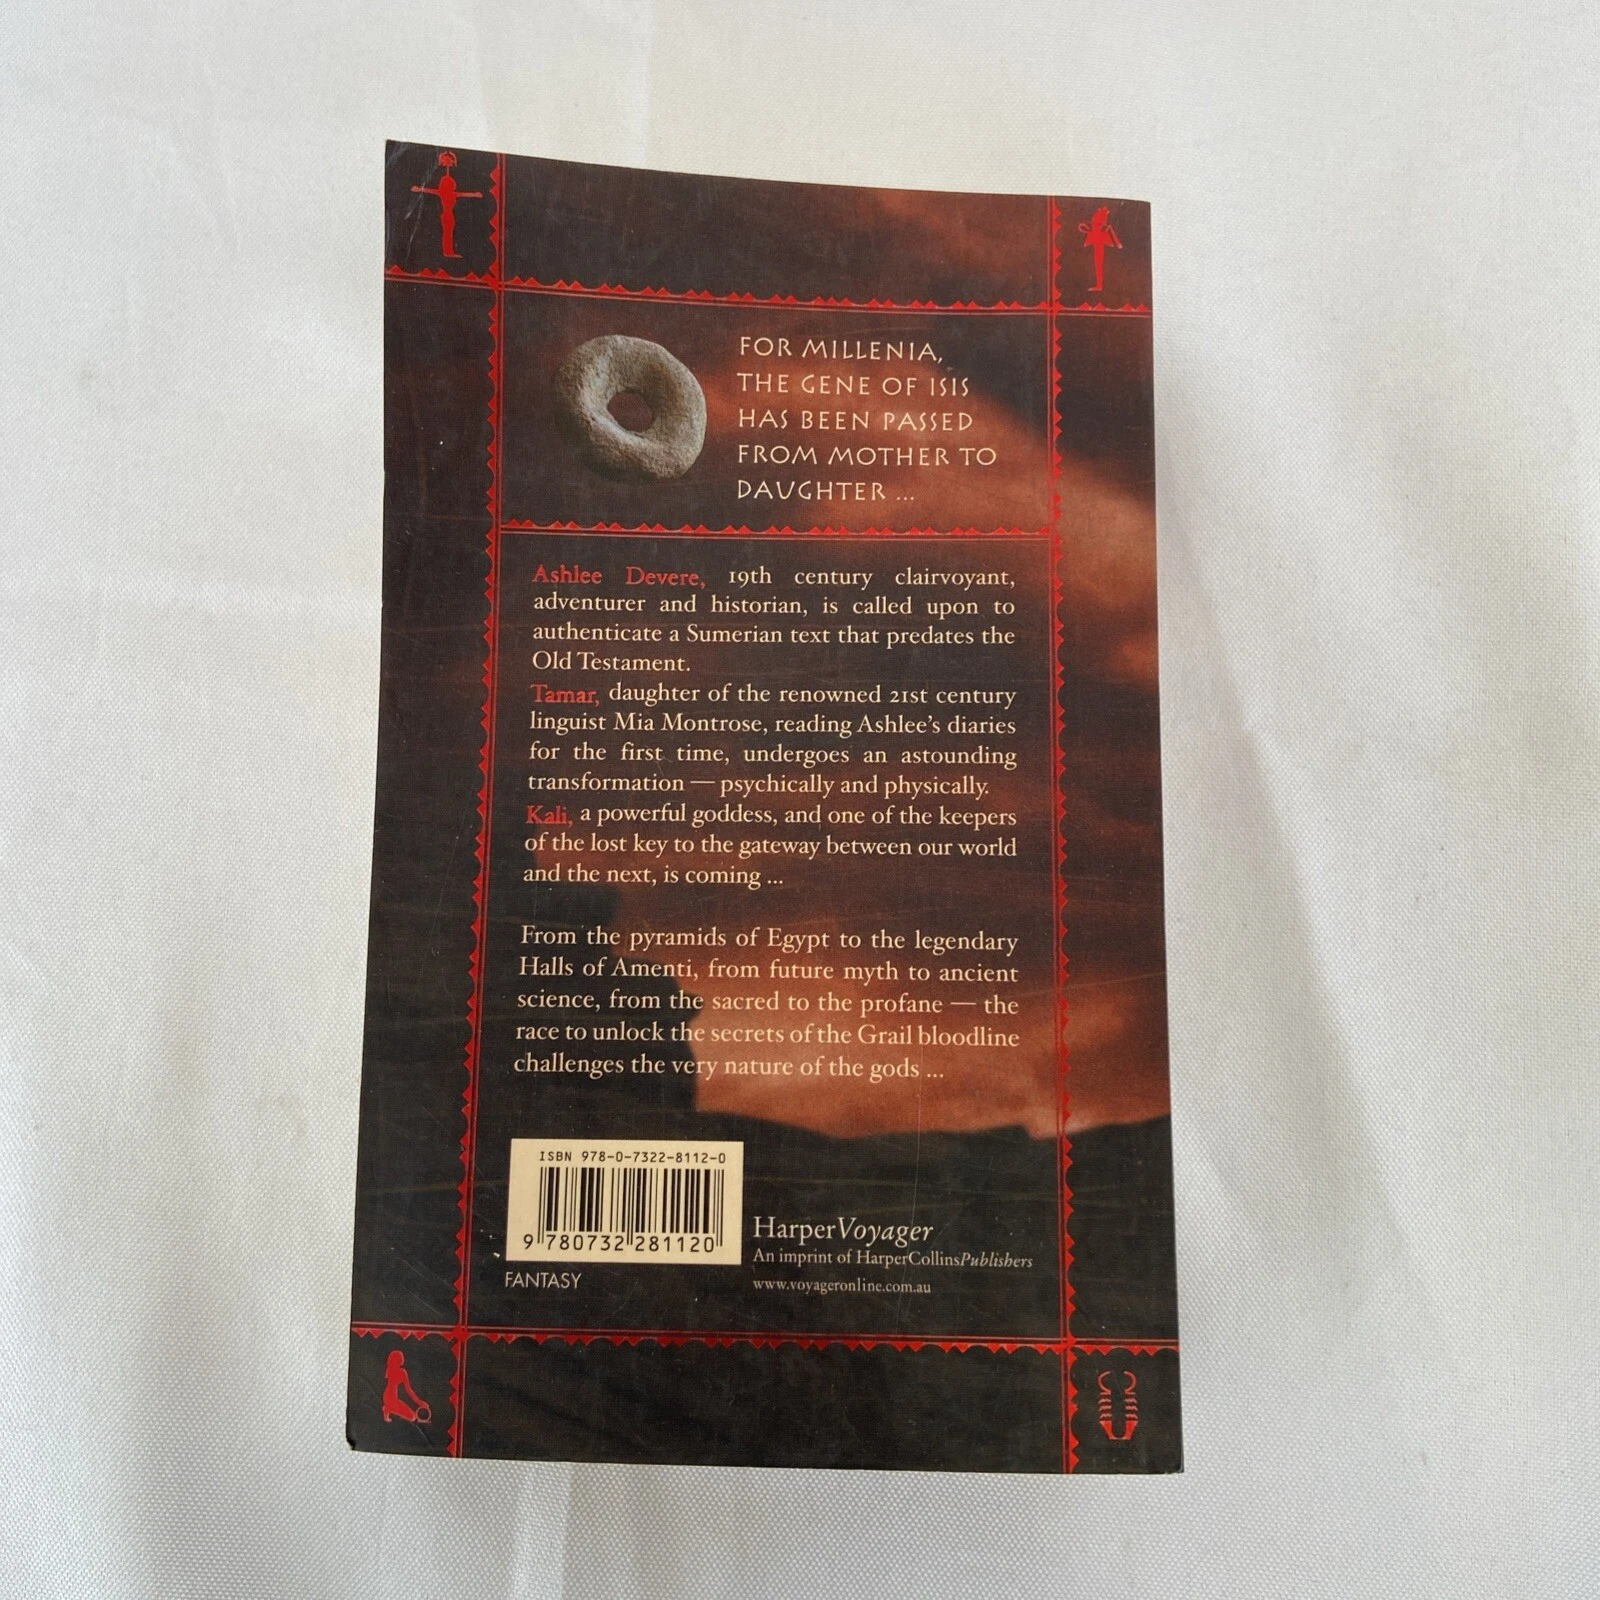 FOR MILLENIA,
THE GENE OF ISIS
HAS BEEN PASSED
FROM MOTHER TO
DAUGHTER ...
Ashlee Devere, 19th century clairvoyant,
adventurer and historian, is called upon to
authenticate a Sumerian text that predates the
Old Testament.
Tamar, daughter of the renowned 21st century
linguist Mia Montrose, reading Ashlee's diaries
for the first time, undergoes an astounding
transformation — psychically and physically.
Kali, a powerful goddess, and one of the keepers
of the lost key to the gateway between our world
and the next, is coming ...
From the pyramids of Egypt to the legendary
Halls of Amenti, from future myth to ancient
science, from the sacred to the profane — the
race to unlock the secrets of the Grail bloodline
challenges the very nature of the gods ...
ISBN 978-0-7322-8112-0
9 780732 281120
FANTASY
HarperVoyager
An imprint of HarperCollinsPublishers
www.voyageronline.com.au